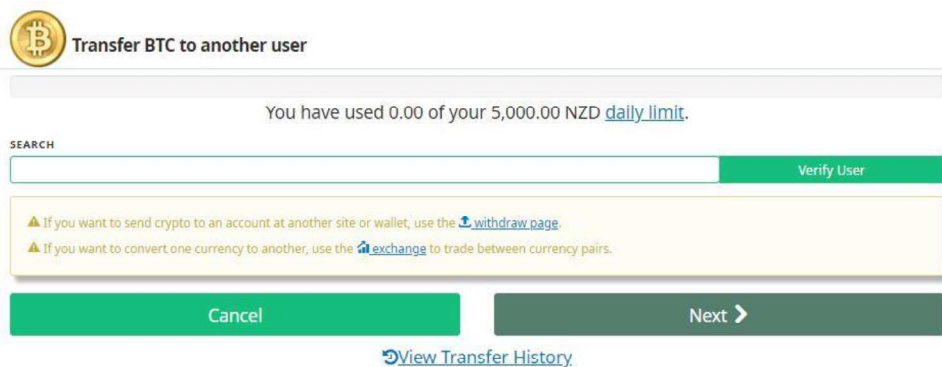 Transfer BTC to another user
You have used 0.00 of your 5,000.00 NZD daily limit.
SEARCH
Verify User
If you want to send crypto to an account at another site or wallet, use the withdraw page.
If you want to convert one currency to another, use the exchange to trade between currency pairs.
Cancel
Next
View Transfer History